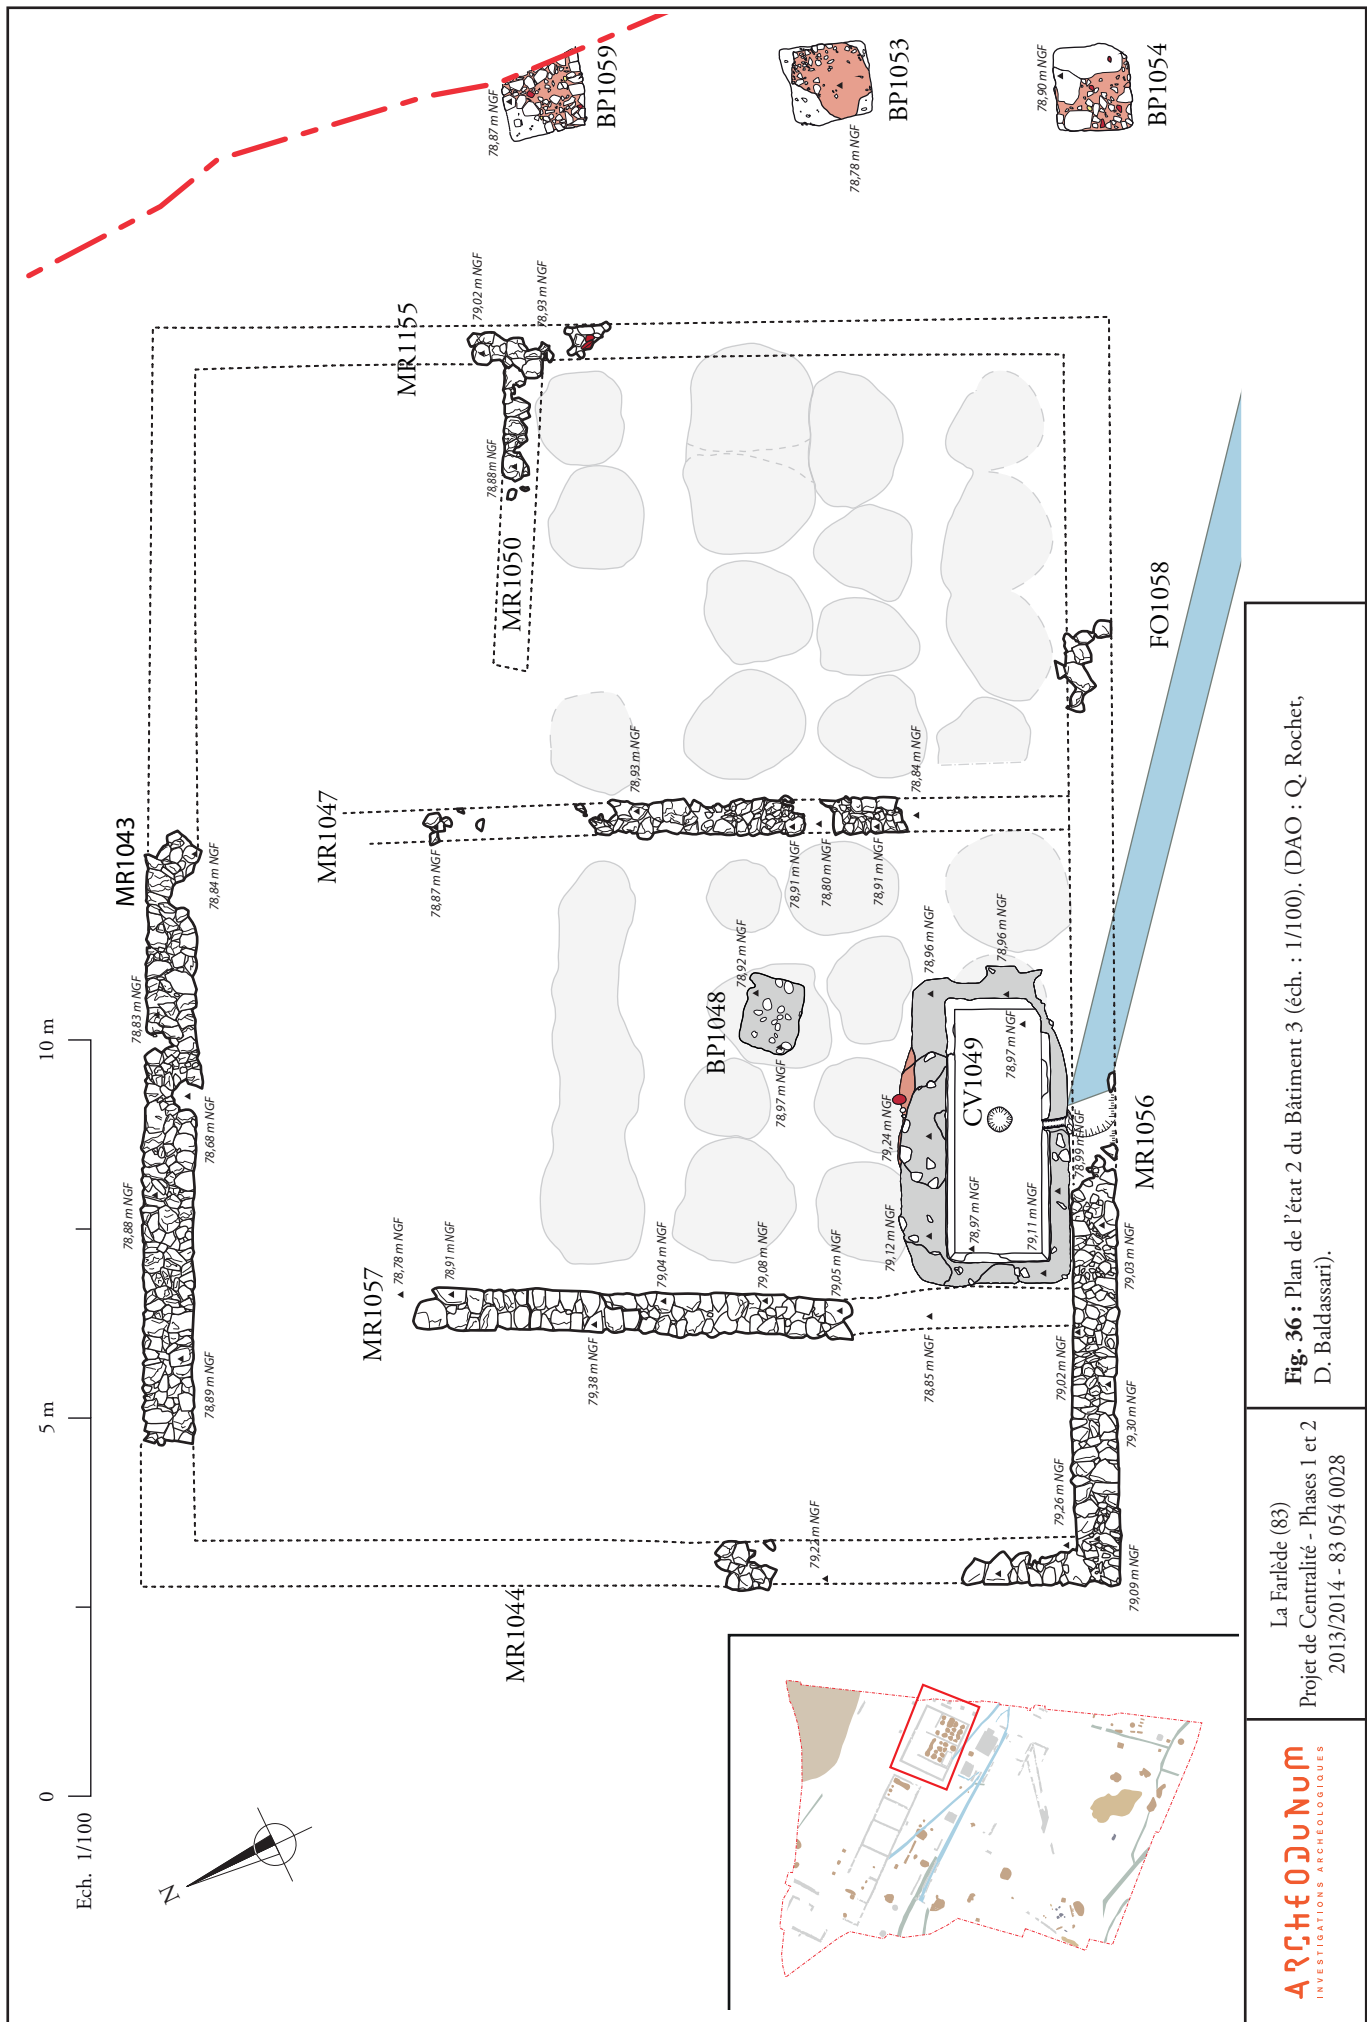 Ech. 1/100
0
5 m
10 m
N
MR1043
78,84 m NGF
78,83 m NGF
78,68 m NGF
78,88 m NGF
78,89 m NGF
MR1155
79,02 m NGF
78,93 m NGF
78,88 m NGF
MR1050
BP1059
78,87 m NGF
BP1053
78,78 m NGF
BP1054
78,90 m NGF
MR1047
78,87 m NGF
78,93 m NGF
78,91 m NGF
78,80 m NGF
78,91 m NGF
78,84 m NGF
MR1057
78,78 m NGF
78,91 m NGF
79,38 m NGF
79,04 m NGF
79,08 m NGF
79,05 m NGF
78,85 m NGF
BP1048
78,92 m NGF
78,97 m NGF
CV1049
78,96 m NGF
78,96 m NGF
78,97 m NGF
79,24 m NGF
79,12 m NGF
78,97 m NGF
79,11 m NGF
78,99 m NGF
FO1058
MR1056
79,03 m NGF
79,02 m NGF
79,30 m NGF
79,26 m NGF
79,09 m NGF
MR1044
79,22 m NGF
ARCHEODUNUM
INVESTIGATIONS ARCHÉOLOGIQUES
La Farlède (83)
Projet de Centralité - Phases 1 et 2
2013/2014 - 83 054 0028
Fig. 36 : Plan de l'état 2 du Bâtiment 3 (éch. : 1/100). (DAO : Q. Rochet,
D. Baldassari).